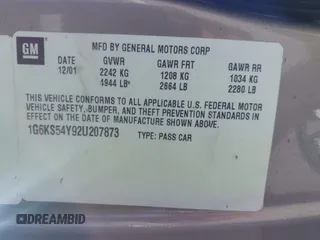 GM
MFD BY GENERAL MOTORS CORP
DATE GVWR GAWR FRT GAWR RR
12/01 2242 KG 1208 KG 1034 KG
4944 LB 2664 LB 2280 LB
THIS VEHICLE CONFORMS TO ALL APPLICABLE U.S. FEDERAL MOTOR
VEHICLE SAFETY, BUMPER, AND THEFT PREVENTION STANDARDS IN
EFFECT ON THE DATE OF MANUFACTURE SHOWN ABOVE.
1G6KS54Y92U207873 TYPE: PASS CAR
DREAMBID